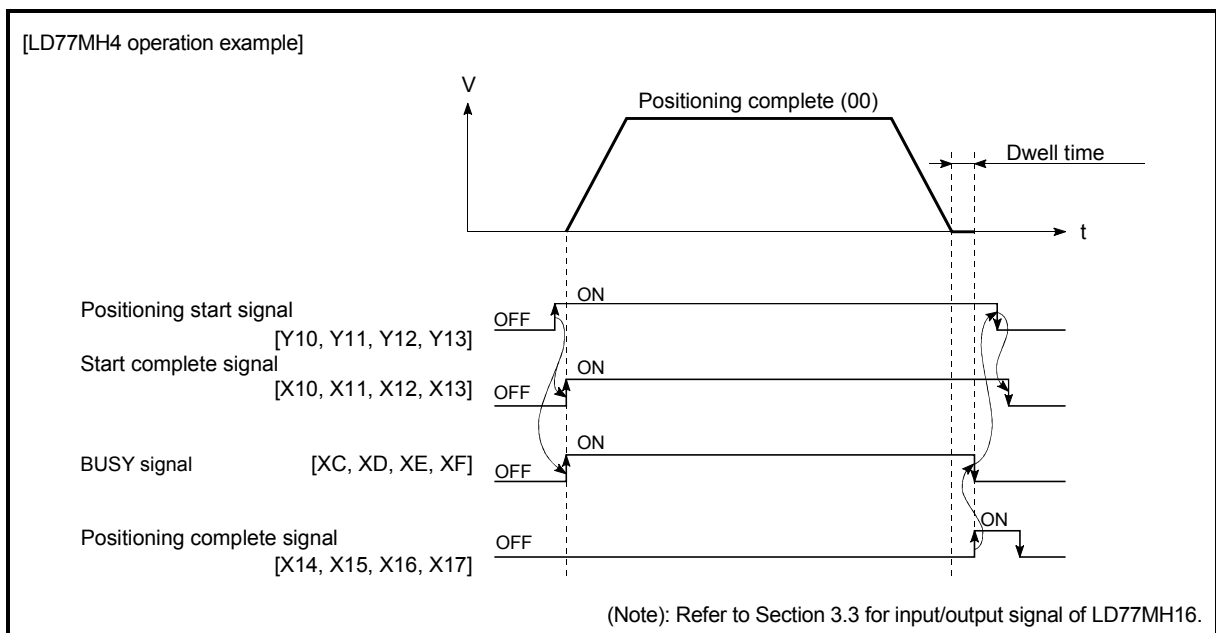 [LD77MH4 operation example]
V
Positioning complete (00)
Dwell time
t
Positioning start signal
[Y10, Y11, Y12, Y13]
OFF
ON
Start complete signal
[X10, X11, X12, X13]
OFF
ON
BUSY signal [XC, XD, XE, XF]
OFF
ON
Positioning complete signal
[X14, X15, X16, X17]
OFF
ON
(Note): Refer to Section 3.3 for input/output signal of LD77MH16.